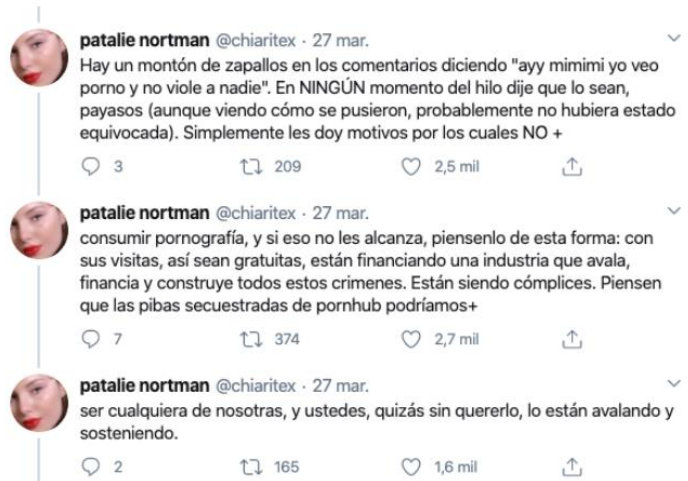 patalie nortman @chiaritex · 27 mar.
Hay un montón de zapallos en los comentarios diciendo "ayy mimimi yo veo
porno y no viole a nadie". En NINGÚN momento del hilo dije que lo sean,
payasos (aunque viendo cómo se pusieron, probablemente no hubiera estado
equivocada). Simplemente les doy motivos por los cuales NO +
3 209 2,5 mil
patalie nortman @chiaritex · 27 mar.
consumir pornografía, y si eso no les alcanza, piensenlo de esta forma: con
sus visitas, así sean gratuitas, están financiando una industria que avala,
financia y construye todos estos crimenes. Están siendo cómplices. Piensen
que las pibas secuestradas de pornhub podríamos+
7 374 2,7 mil
patalie nortman @chiaritex · 27 mar.
ser cualquiera de nosotras, y ustedes, quizás sin quererlo, lo están avalando y
sosteniendo.
2 165 1,6 mil